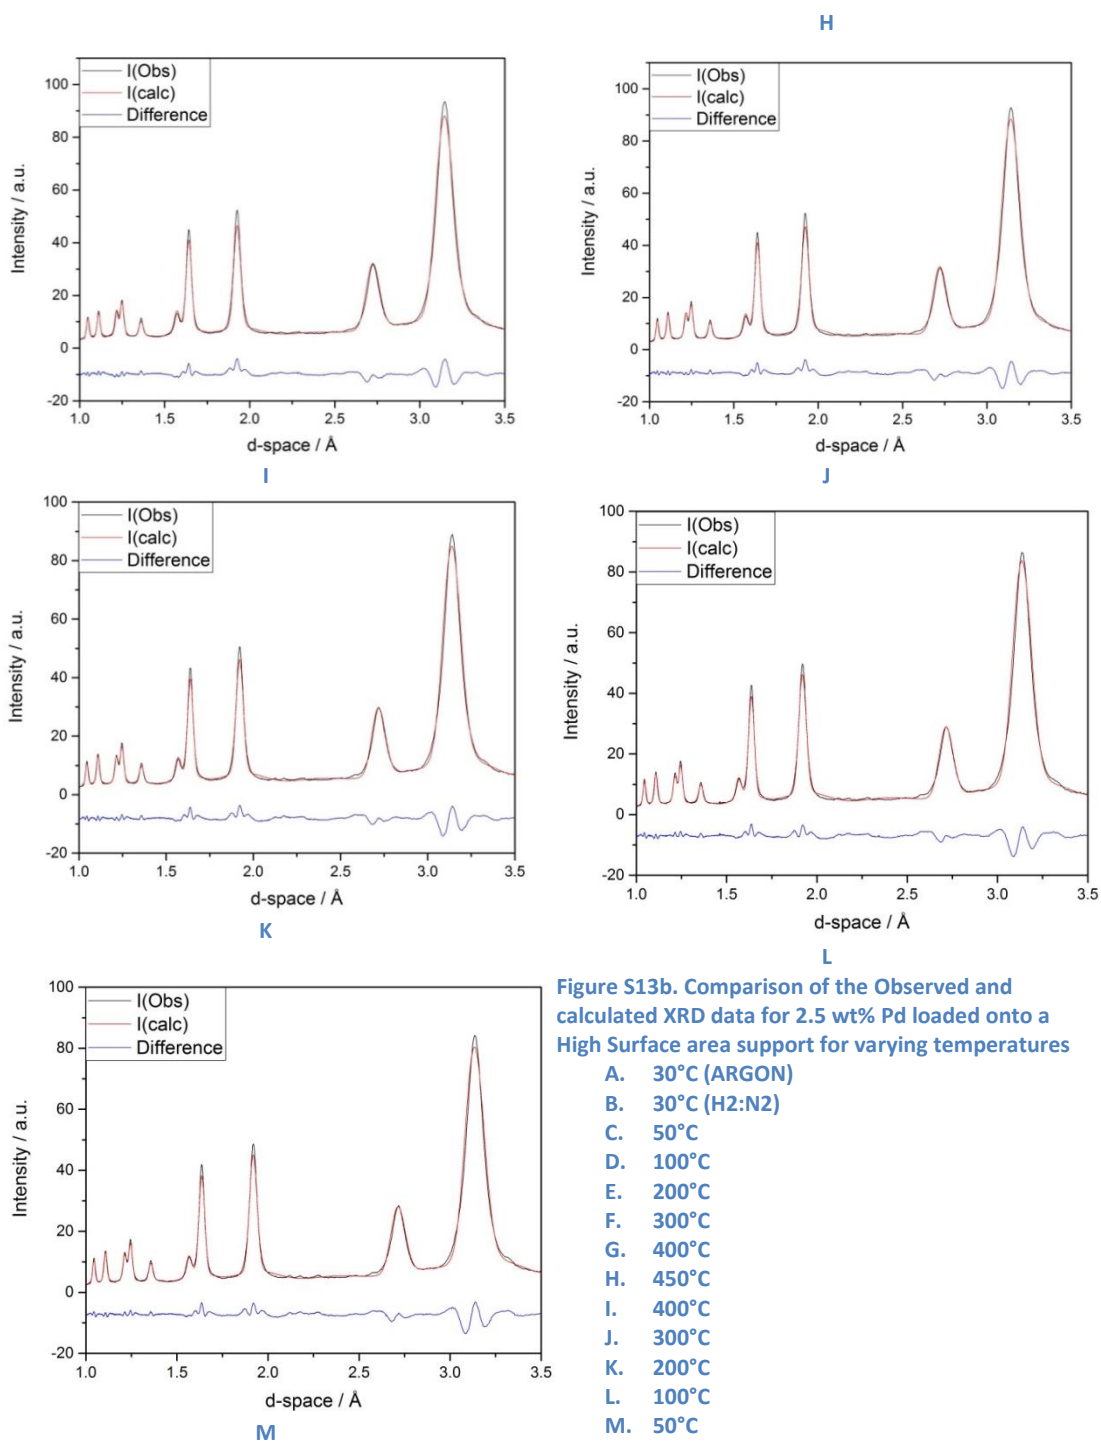 H
I(Obs)
I(calc)
Difference
100
80
60
40
20
0
-20
1.0 1.5 2.0 2.5 3.0 3.5
Intensity / a.u.
d-space / Å
I
I(Obs)
I(calc)
Difference
100
80
60
40
20
0
-20
1.0 1.5 2.0 2.5 3.0 3.5
Intensity / a.u.
d-space / Å
J
I(Obs)
I(calc)
Difference
100
80
60
40
20
0
-20
1.0 1.5 2.0 2.5 3.0 3.5
Intensity / a.u.
d-space / Å
K
I(Obs)
I(calc)
Difference
100
80
60
40
20
0
-20
1.0 1.5 2.0 2.5 3.0 3.5
Intensity / a.u.
d-space / Å
L
I(Obs)
I(calc)
Difference
100
80
60
40
20
0
-20
1.0 1.5 2.0 2.5 3.0 3.5
Intensity / a.u.
d-space / Å
M
Figure S13b. Comparison of the Observed and
calculated XRD data for 2.5 wt% Pd loaded onto a
High Surface area support for varying temperatures
A. 30°C (ARGON)
B. 30°C (H2:N2)
C. 50°C
D. 100°C
E. 200°C
F. 300°C
G. 400°C
H. 450°C
I. 400°C
J. 300°C
K. 200°C
L. 100°C
M. 50°C